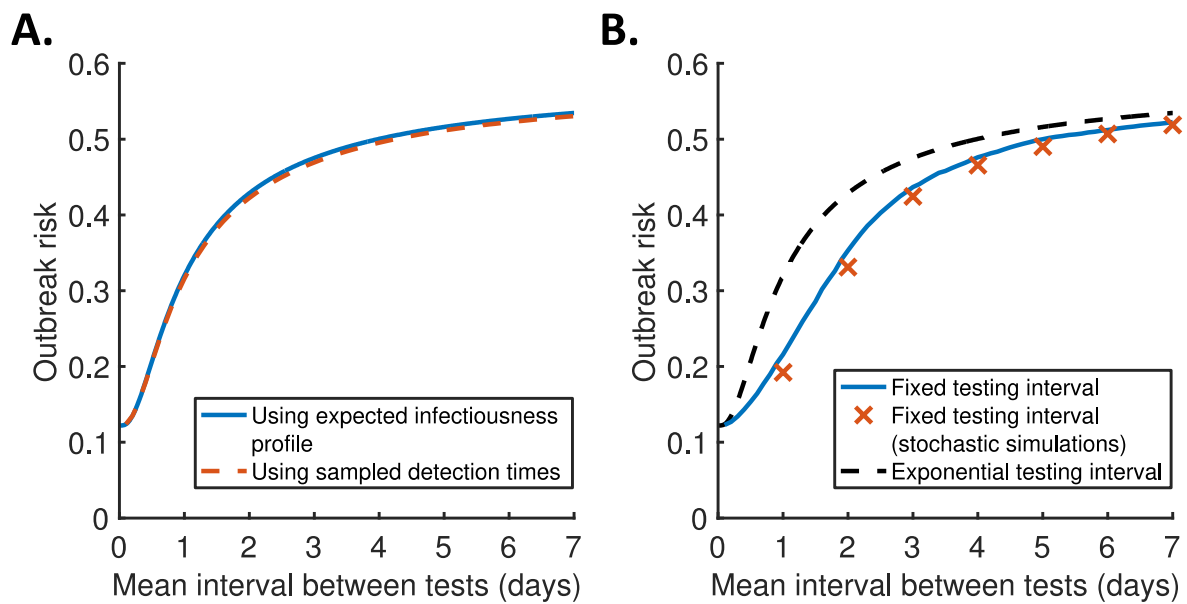 A.
0.6
0.5
0.4
0.3
0.2
0.1
0
Outbreak risk
Using expected infectiousness
profile
Using sampled detection times
0 1 2 3 4 5 6 7
Mean interval between tests (days)
B.
0.6
0.5
0.4
0.3
0.2
0.1
0
Outbreak risk
Fixed testing interval
Fixed testing interval
(stochastic simulations)
Exponential testing interval
0 1 2 3 4 5 6 7
Mean interval between tests (days)